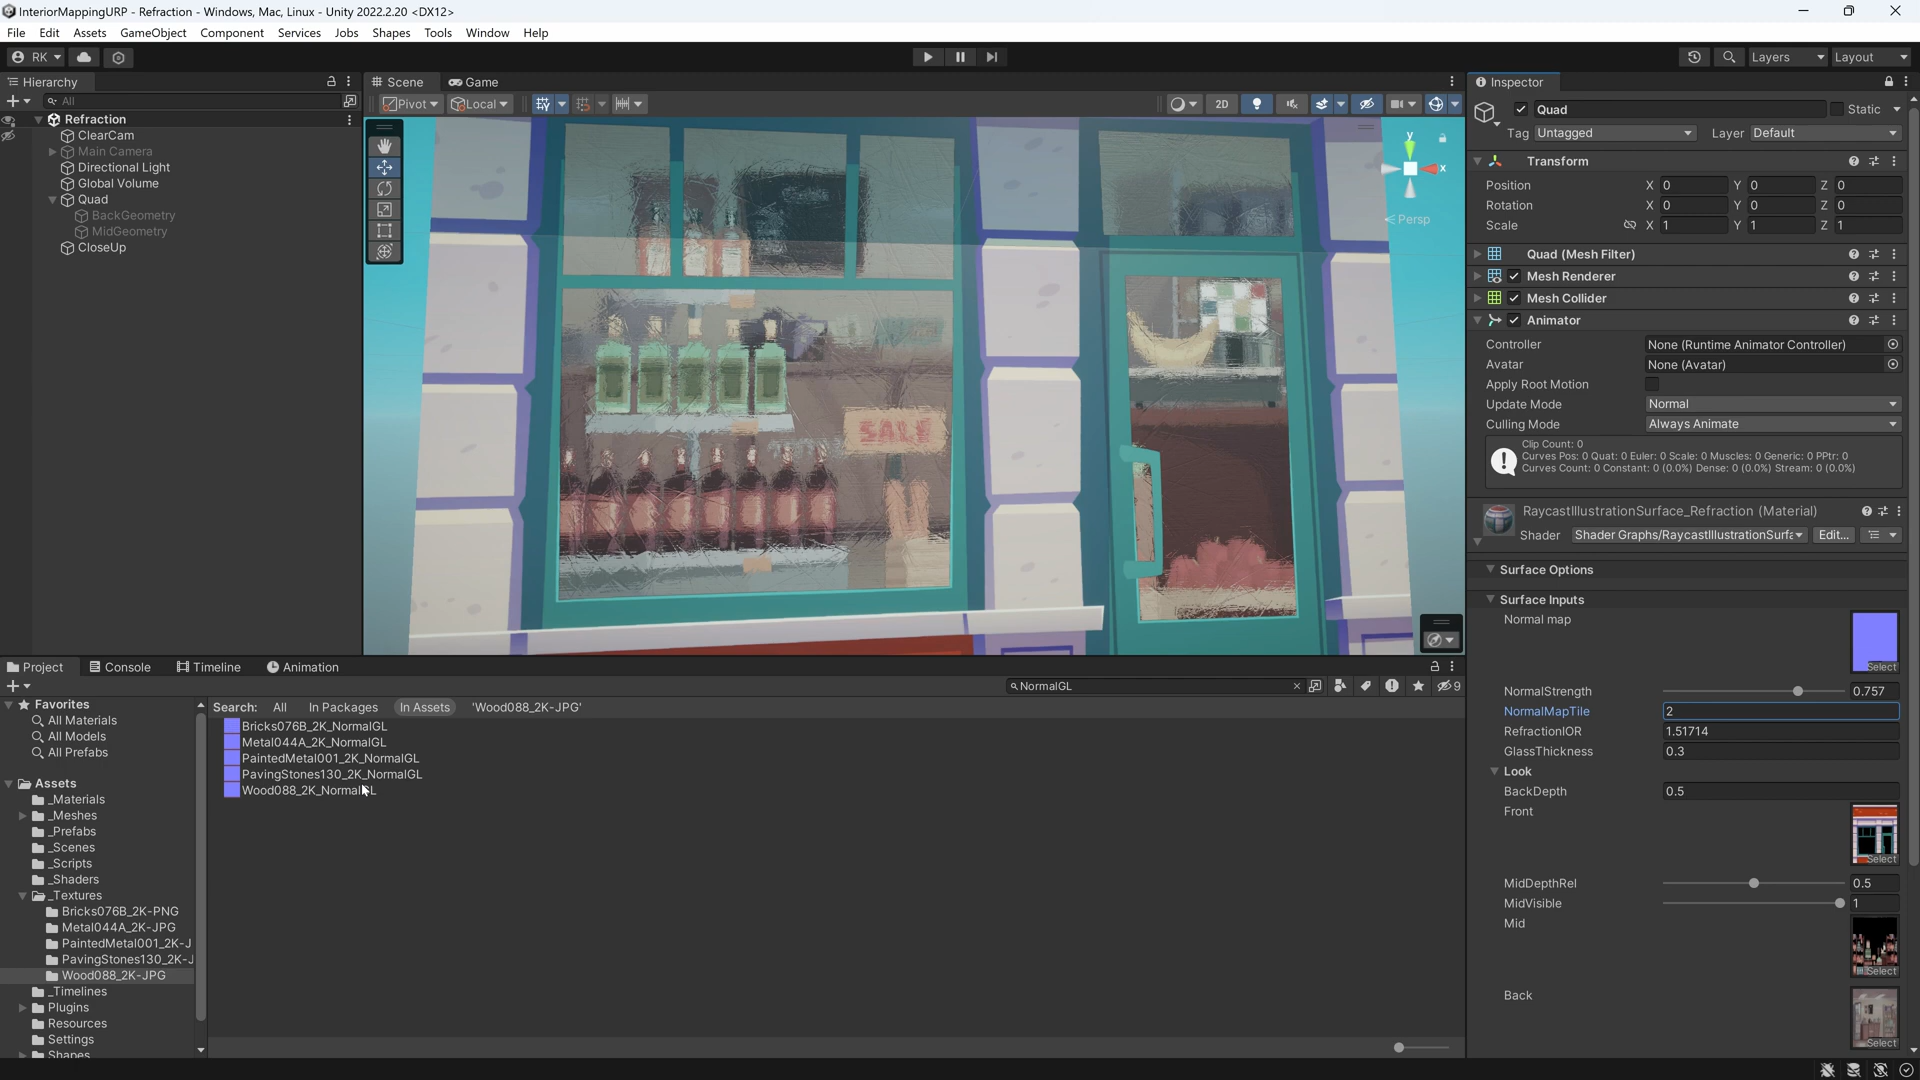 InteriorMappingURP - Refraction - Windows, Mac, Linux - Unity 2022.2.20 <DX12>
File Edit Assets GameObject Component Services Jobs Shapes Tools Window Help
RK
Layers
Layout
Hierarchy
All
Refraction
ClearCam
Main Camera
Directional Light
Global Volume
Quad
BackGeometry
MidGeometry
CloseUp
Scene
Game
Pivot
Local
2D
y
x
Persp
SALE
Inspector
Quad
Static
Tag Untagged
Layer Default
Transform
Position X 0 Y 0 Z 0
Rotation X 0 Y 0 Z 0
Scale X 1 Y 1 Z 1
Quad (Mesh Filter)
Mesh Renderer
Mesh Collider
Animator
Controller None (Runtime Animator Controller)
Avatar None (Avatar)
Apply Root Motion
Update Mode Normal
Culling Mode Always Animate
Clip Count: 0
Curves Pos: 0 Quat: 0 Euler: 0 Scale: 0 Muscles: 0 Generic: 0 PPtr: 0
Curves Count: 0 Constant: 0 (0.0%) Dense: 0 (0.0%) Stream: 0 (0.0%)
RaycastIllustrationSurface_Refraction (Material)
Shader Shader Graphs/RaycastIllustrationSurfa Edit...
Surface Options
Surface Inputs
Normal map
Select
NormalStrength 0.757
NormalMapTile 2
RefractionIOR 1.51714
GlassThickness 0.3
Look
BackDepth 0.5
Front
Select
MidDepthRel 0.5
MidVisible 1
Mid
Select
Back
Select
Project
Console
Timeline
Animation
NormalGL
9
Favorites
All Materials
All Models
All Prefabs
Assets
_Materials
_Meshes
_Prefabs
_Scenes
_Scripts
_Shaders
_Textures
Bricks076B_2K-PNG
Metal044A_2K-JPG
PaintedMetal001_2K-J
PavingStones130_2K-J
Wood088_2K-JPG
_Timelines
Plugins
Resources
Settings
Shapes
Search: All In Packages In Assets 'Wood088_2K-JPG'
Bricks076B_2K_NormalGL
Metal044A_2K_NormalGL
PaintedMetal001_2K_NormalGL
PavingStones130_2K_NormalGL
Wood088_2K_NormalGL